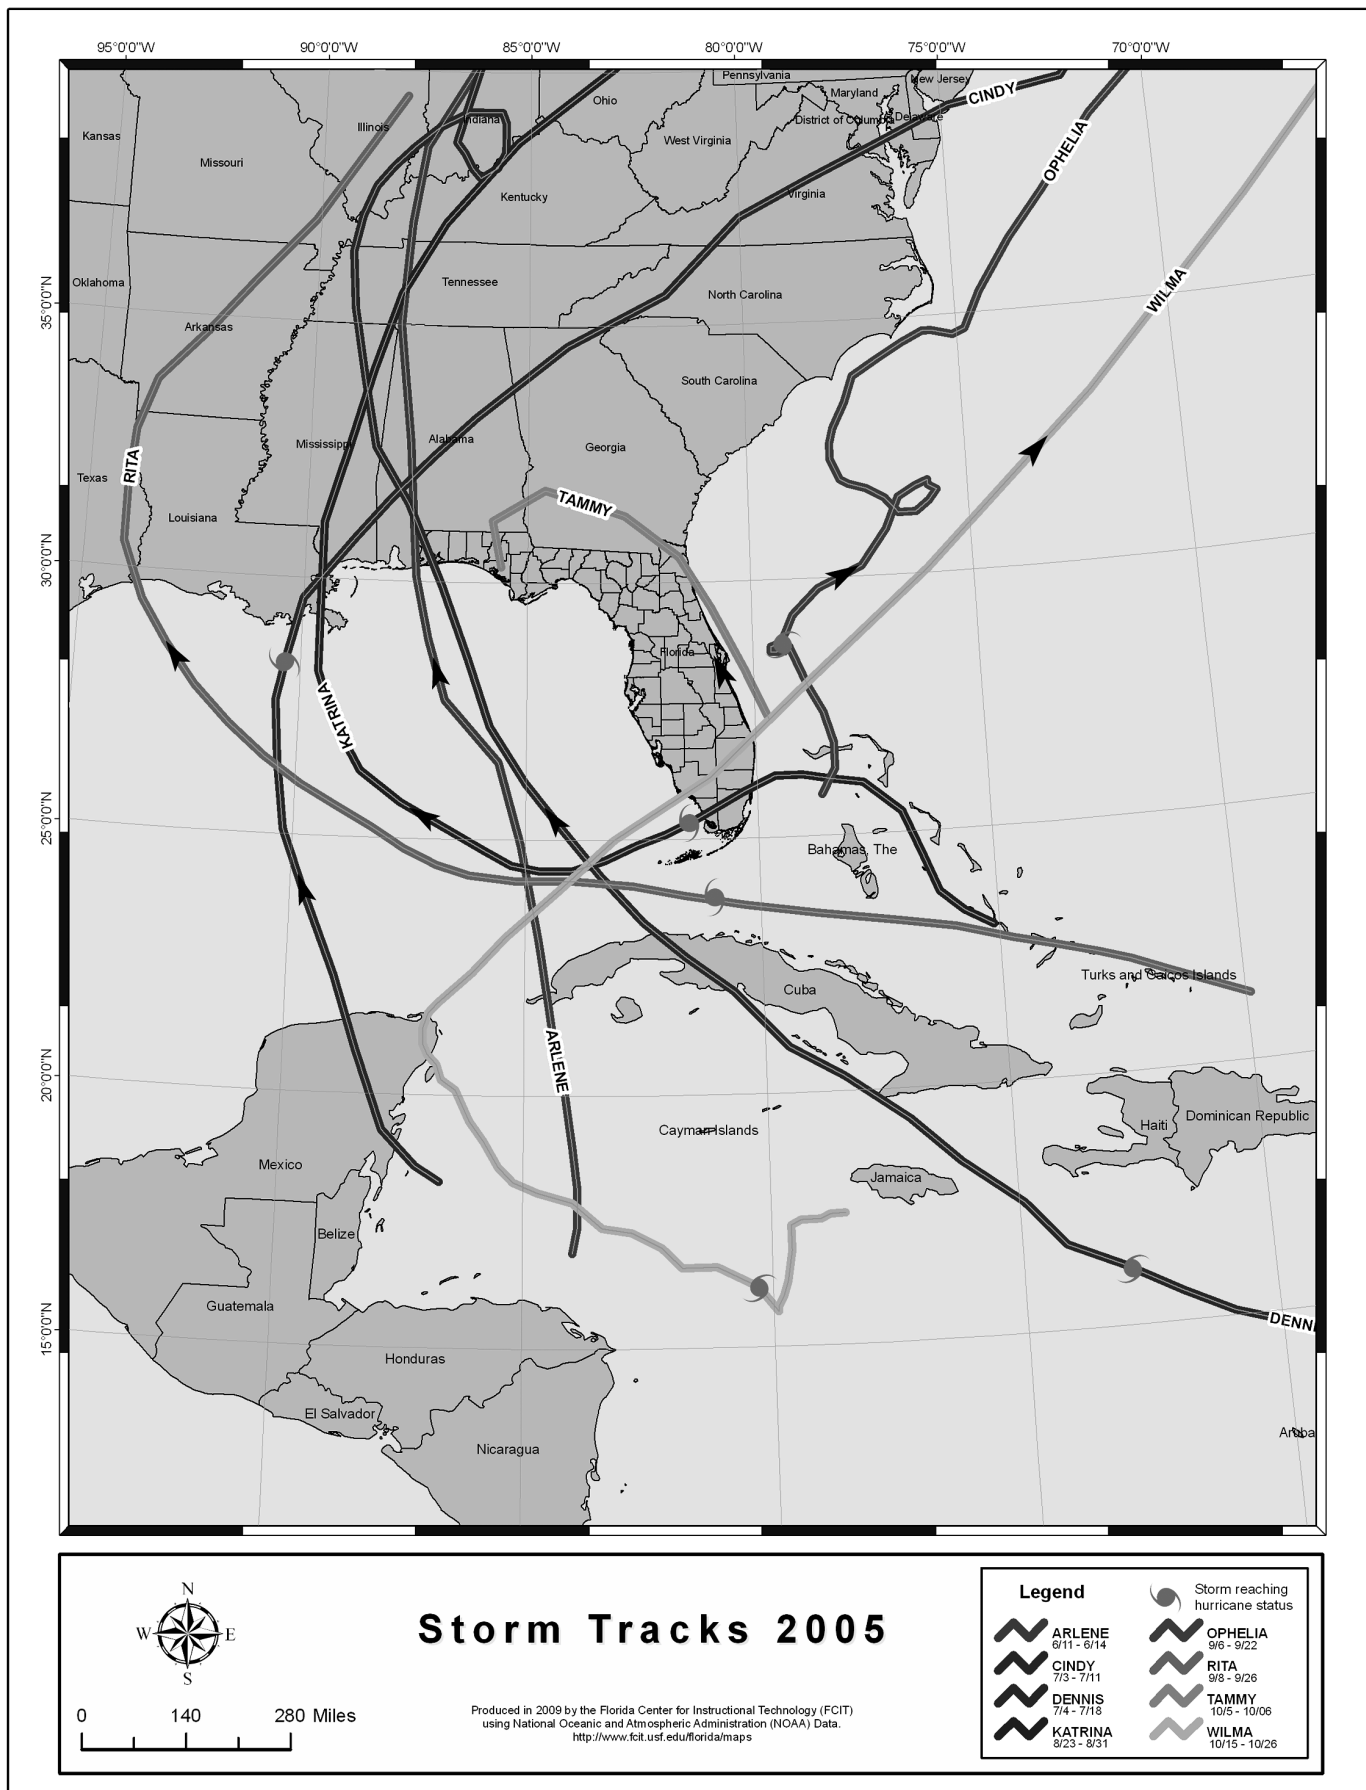 95°0'0"W 90°0'0"W 85°0'0"W 80°0'0"W 75°0'0"W 70°0'0"W
Pennsylvania
New Jersey
Maryland
CINDY
Ohio
Kansas
Illinois
Indiana
District of Columbia
Delaware
OPHELIA
Missouri
West Virginia
Kentucky
Virginia
Oklahoma
Tennessee
North Carolina
WILMA
35°0'0"N
Arkansas
South Carolina
Mississippi
Alabama
Georgia
RITA
Texas
TAMMY
Louisiana
30°0'0"N
Florida
KATRINA
25°0'0"N
Bahamas, The
Turks and Caicos Islands
Cuba
ARLENE
20°0'0"N
Cayman Islands
Haiti
Dominican Republic
Mexico
Jamaica
Belize
Guatemala
DENNI
15°0'0"N
Honduras
El Salvador
Aruba
Nicaragua
N
W E
S
0 140 280 Miles
Storm Tracks 2005
Produced in 2009 by the Florida Center for Instructional Technology (FCIT)
using National Oceanic and Atmospheric Administration (NOAA) Data.
http://www.fcit.usf.edu/florida/maps
Legend
Storm reaching
hurricane status
ARLENE
6/11 - 6/14
CINDY
7/3 - 7/11
DENNIS
7/4 - 7/18
KATRINA
8/23 - 8/31
OPHELIA
9/6 - 9/22
RITA
9/8 - 9/26
TAMMY
10/5 - 10/06
WILMA
10/15 - 10/26